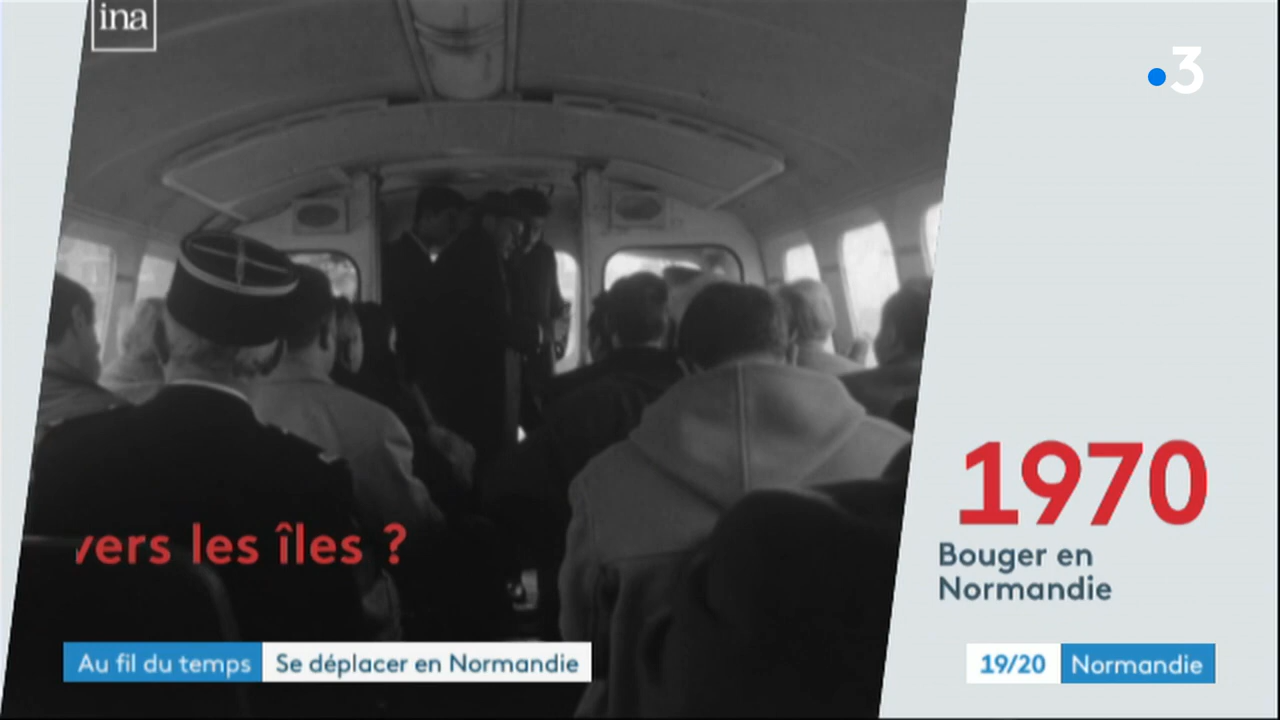 ina
3
vers les îles ?
1970
Bouger en
Normandie
Au fil du temps
Se déplacer en Normandie
19/20
Normandie